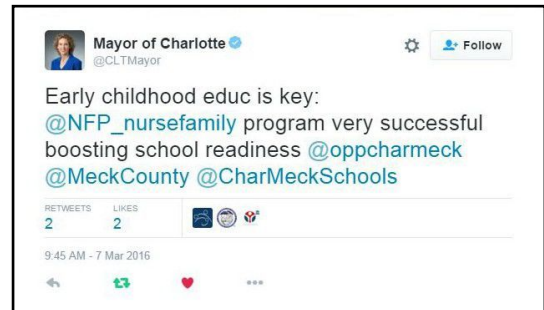 Mayor of Charlotte
@CLTMayor
Follow
Early childhood educ is key:
@NFP_nursefamily program very successful
boosting school readiness @oppcharmeck
@MeckCounty @CharMeckSchools
RETWEETS LIKES
2 2
9:45 AM - 7 Mar 2016